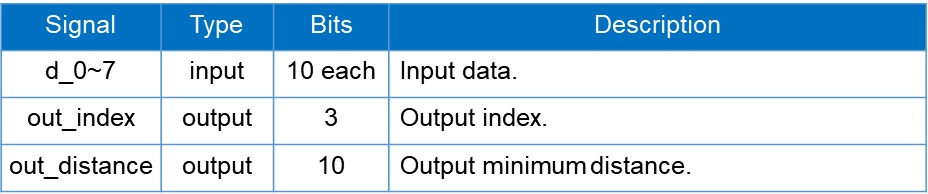 Signal Type Bits Description
d_0~7 input 10 each Input data.
out_index output 3 Output index.
out_distance output 10 Output minimum distance.